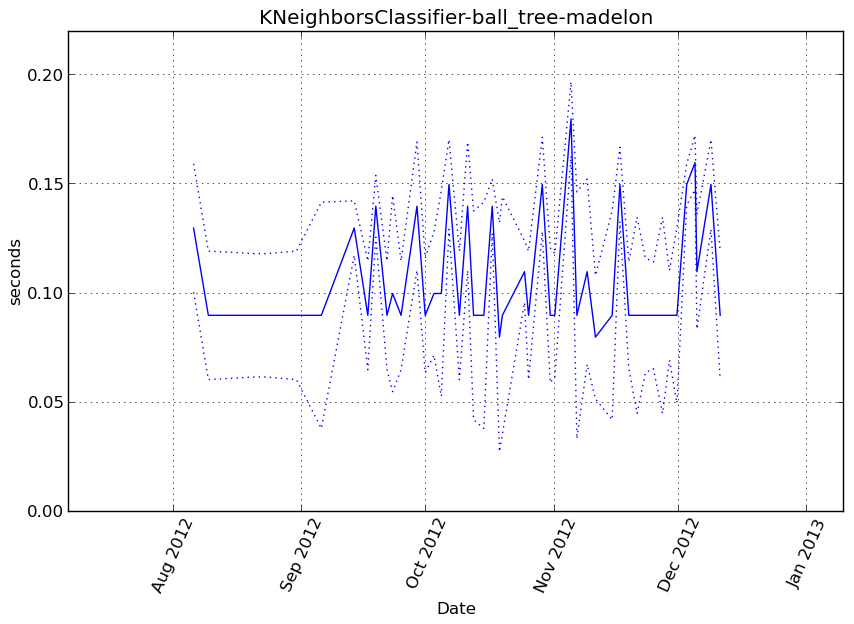 KNeighborsClassifier-ball_tree-madelon
0.20
0.15
0.10
0.05
0.00
seconds
Aug 2012
Sep 2012
Oct 2012
Nov 2012
Dec 2012
Jan 2013
Date